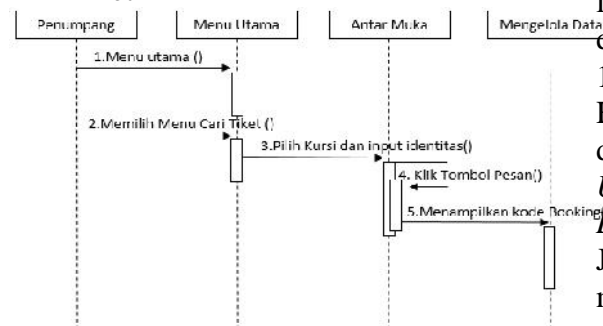 Penumpang
Menu Utama
Antar Muka
Mengelola Data
1.Menu utama ()
2.Memilih Menu Cari Tiket ()
3.Pilih Kursi dan input identitas()
4. Klik Tombol Pesan()
5.Menampilkan kode Booking